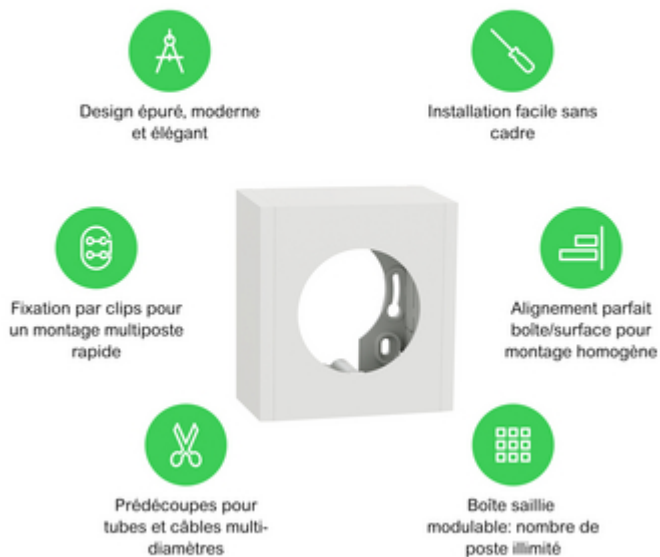 Design épuré, moderne
et élégant
Installation facile sans
cadre
Fixation par clips pour
un montage multiposte
rapide
Alignement parfait
boîte/surface pour
montage homogène
Prédécoupes pour
tubes et câbles multi-
diamètres
Boîte saillie
modulable: nombre de
poste illimité